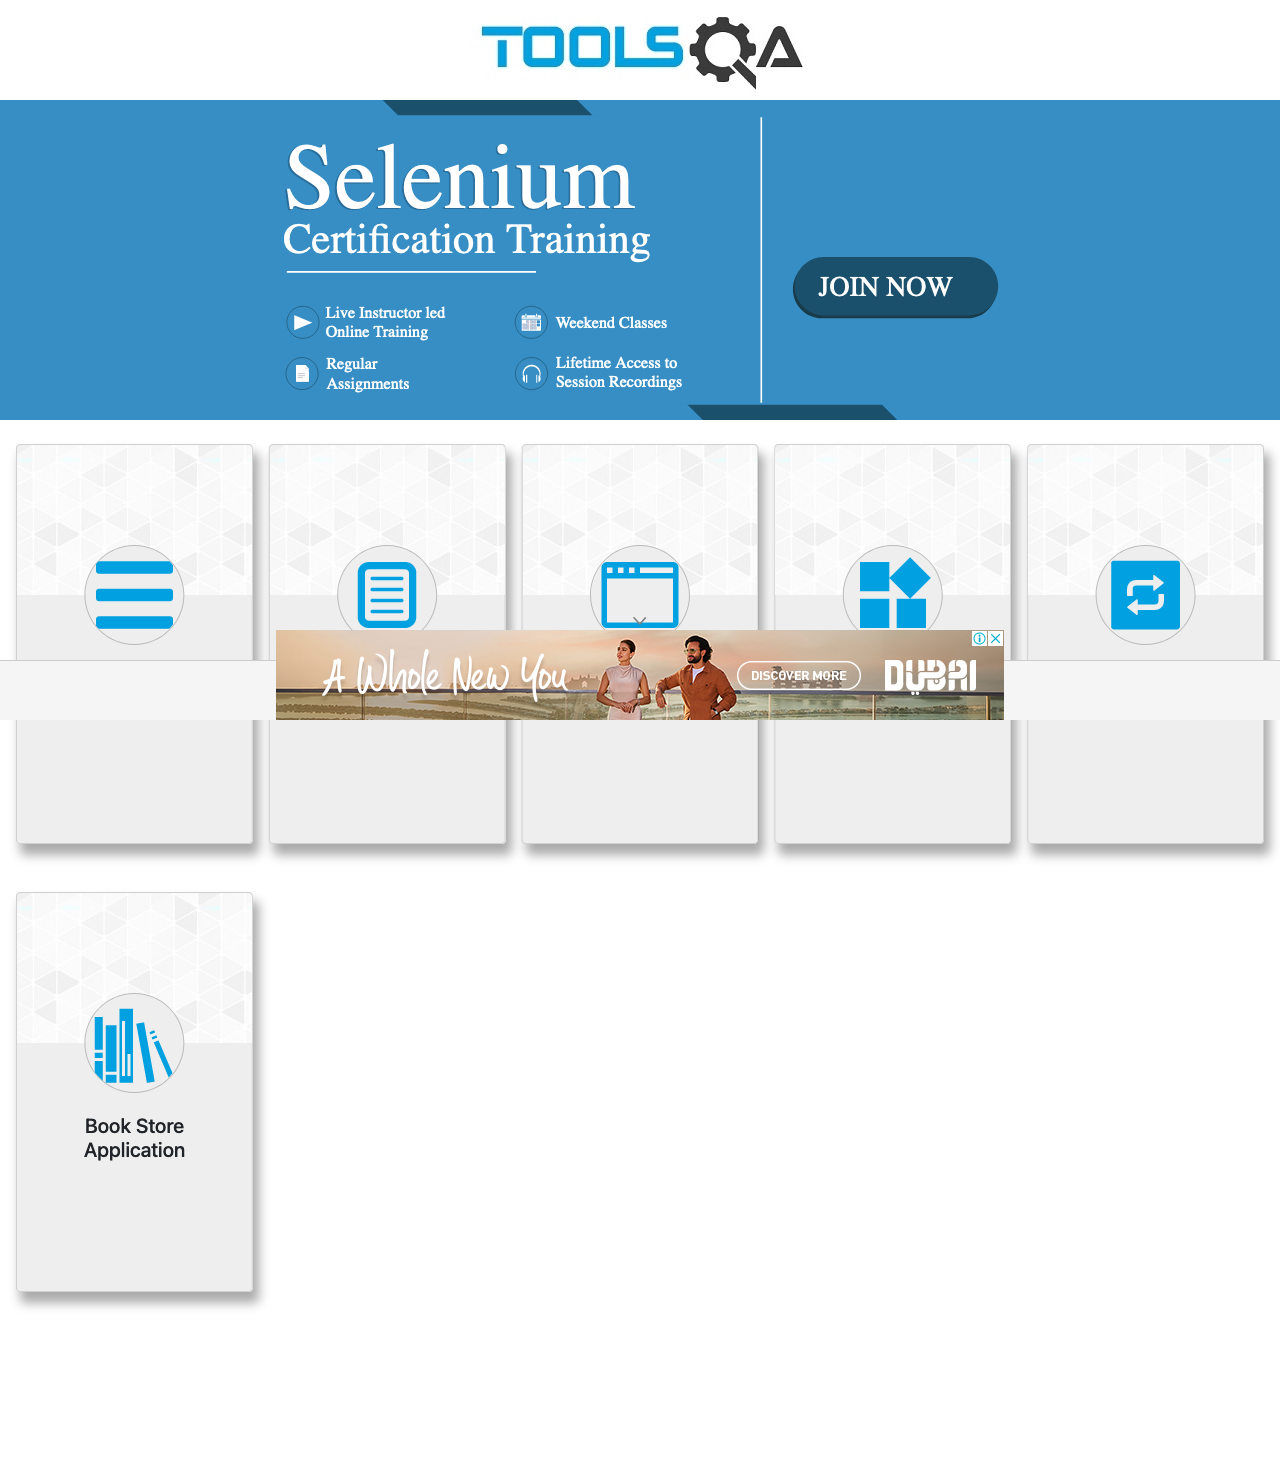 TOOLSQA
Selenium
Certification Training
Live Instructor led
Online Training
Weekend Classes
Regular
Assignments
Lifetime Access to
Session Recordings
JOIN NOW
A Whole New You
DISCOVER MORE
DUBAI
Book Store
Application